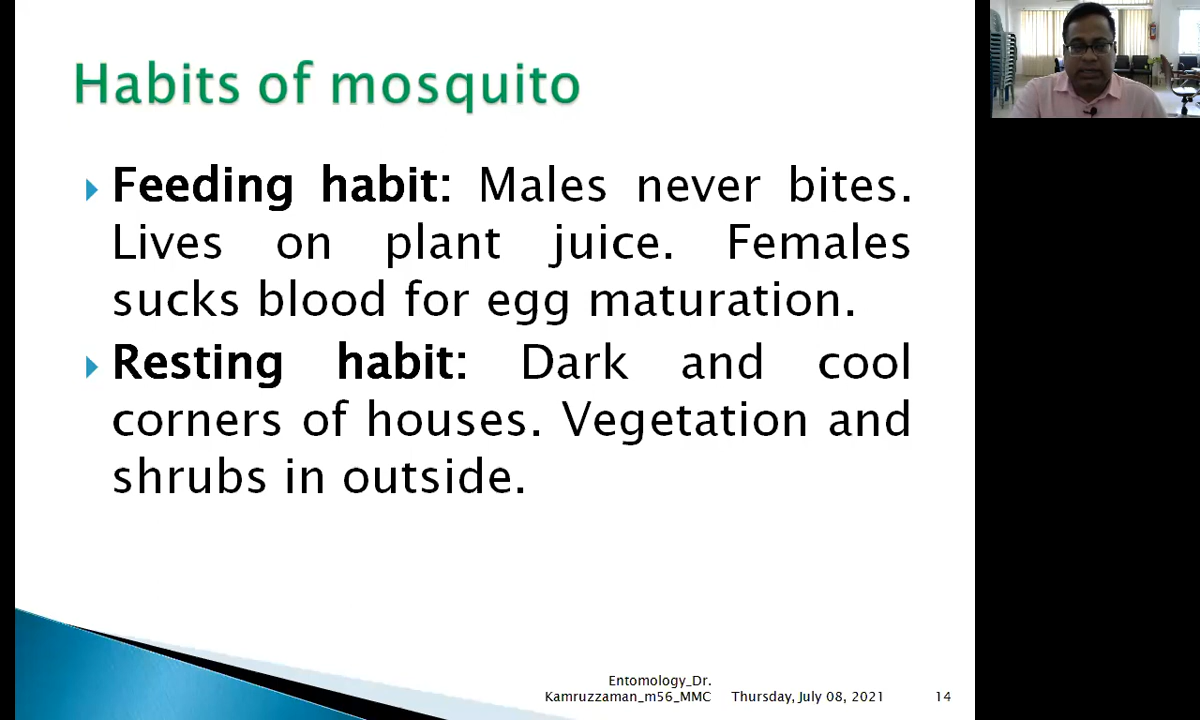 Habits of mosquito
Feeding habit: Males never bites.
Lives on plant juice. Females
sucks blood for egg maturation.
Resting habit: Dark and cool
corners of houses. Vegetation and
shrubs in outside.
Entomology_Dr.
Kamruzzaman_m56_MMC Thursday, July 08, 2021 14